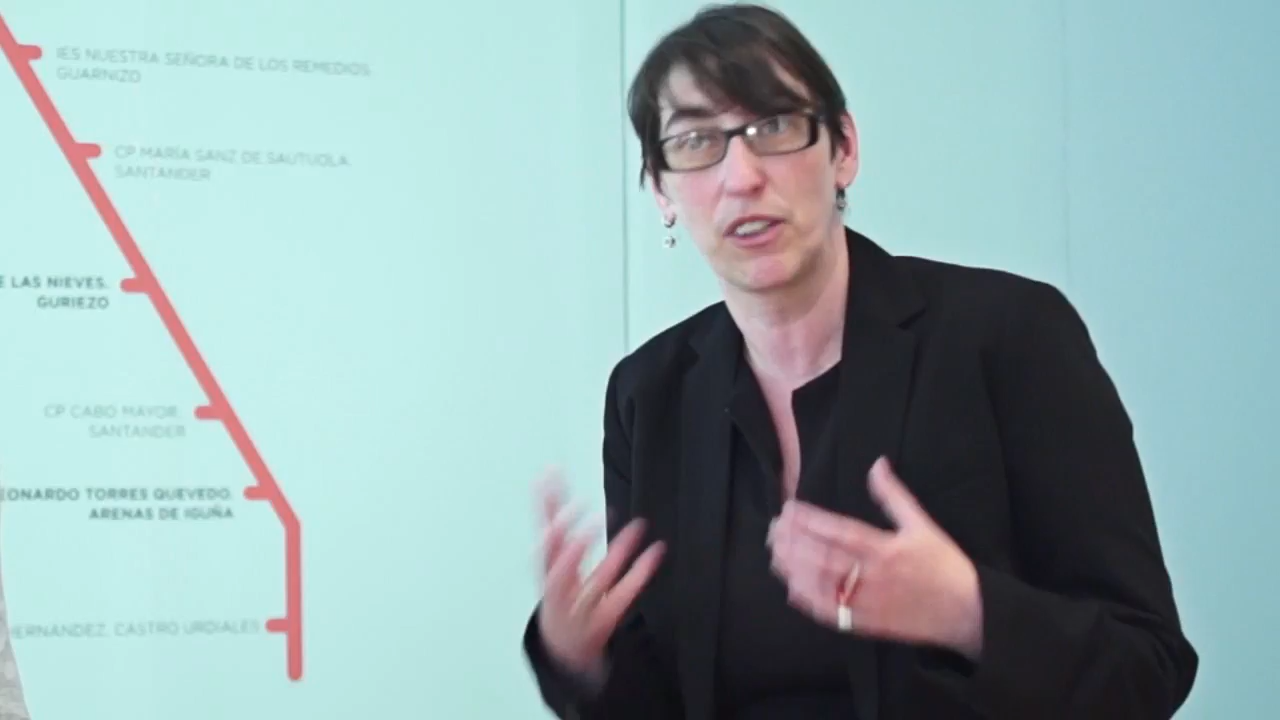 IES NUESTRA SEÑORA DE LOS REMEDIOS
GUARNIZO
CP MARÍA SANZ DE SAUTUOLA.
SANTANDER
LAS NIEVES.
GURIEZO
CP CABO MAYOR.
SANTANDER
TORRES QUEVEDO.
ARENAS DE IGUÑA
CASTRO URDIALES